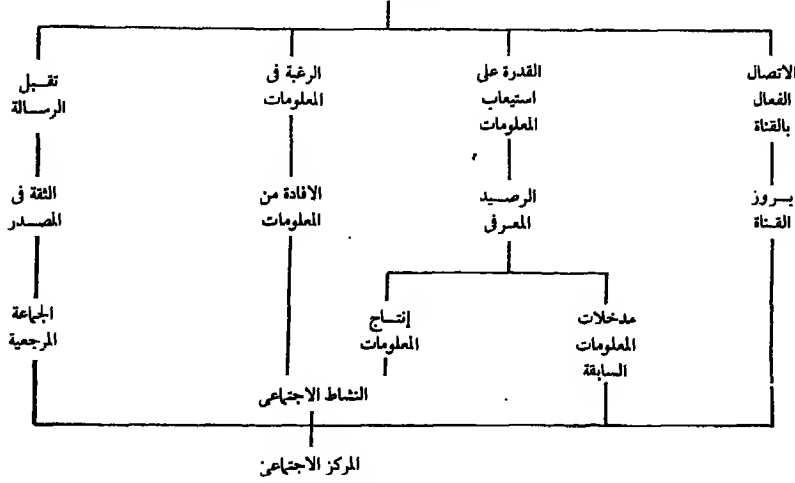 الاتصال
الفعال
بالقناة
القدرة على
استيعاب
المعلومات
الرغبة فى
المعلومات
تقبل
الرسالة
بروز
القناة
الرصيد
المعرفى
الافادة من
المعلومات
الثقة فى
المصدر
مدخلات
المعلومات
السابقة
إنتاج
المعلومات
الجماعة
المرجعية
النشاط الاجتماعى
المركز الاجتماعى